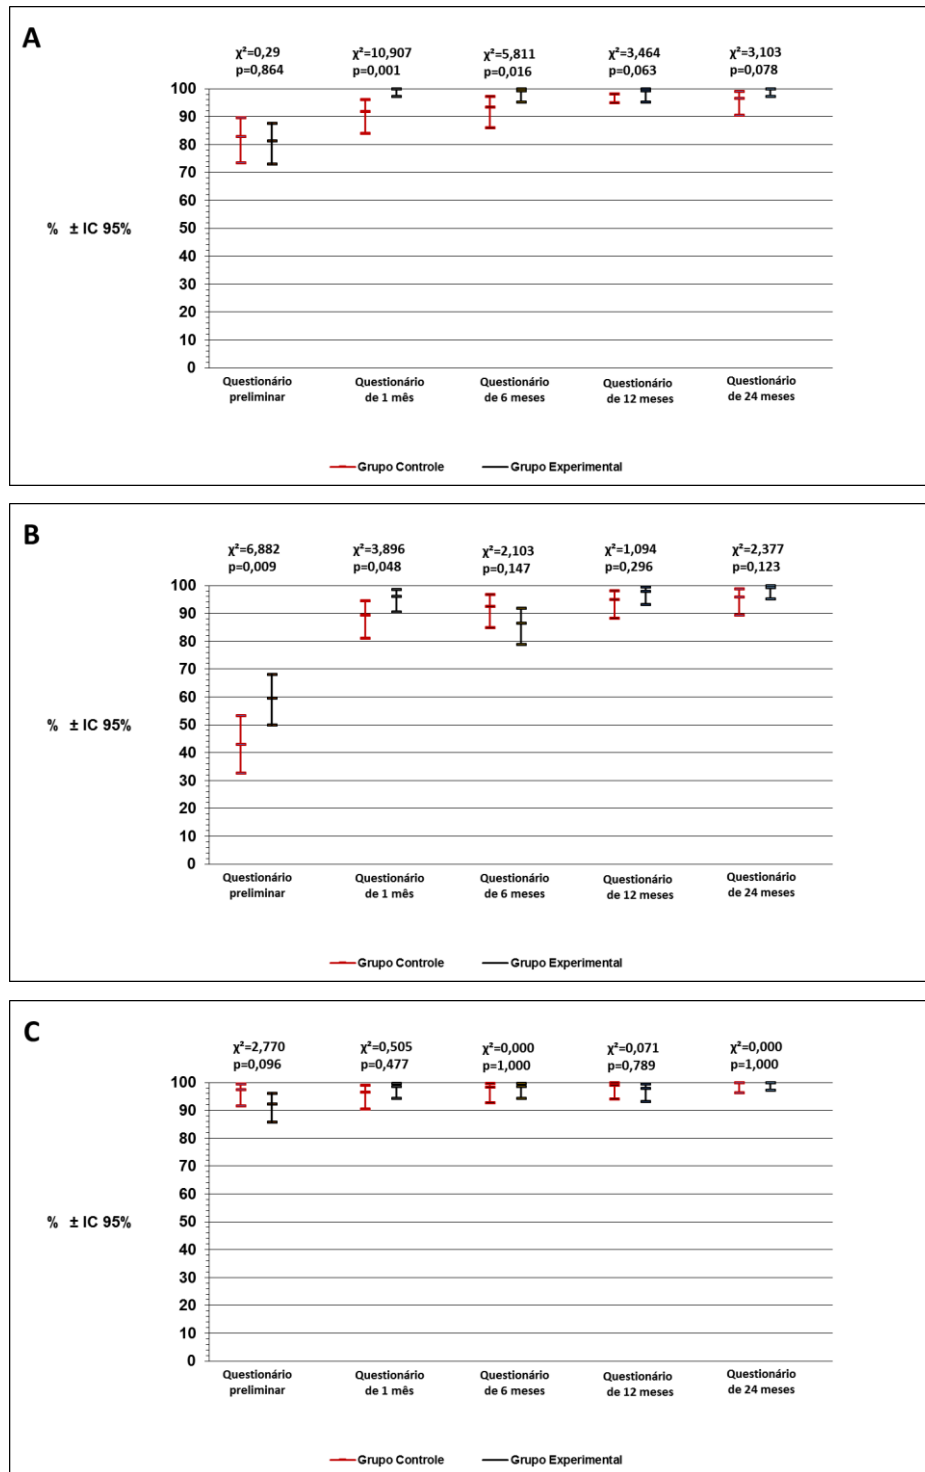 A
χ²=0,29 χ²=10,907 χ²=5,811 χ²=3,464 χ²=3,103
p=0,864 p=0,001 p=0,016 p=0,063 p=0,078
100
90
80
70
60
% ± IC 95% 50
40
30
20
10
0
Questionário Questionário Questionário Questionário Questionário
preliminar de 1 mês de 6 meses de 12 meses de 24 meses
Grupo Controle Grupo Experimental
B
χ²=6,882 χ²=3,896 χ²=2,103 χ²=1,094 χ²=2,377
p=0,009 p=0,048 p=0,147 p=0,296 p=0,123
100
90
80
70
60
% ± IC 95% 50
40
30
20
10
0
Questionário Questionário Questionário Questionário Questionário
preliminar de 1 mês de 6 meses de 12 meses de 24 meses
Grupo Controle Grupo Experimental
C
χ²=2,770 χ²=0,505 χ²=0,000 χ²=0,071 χ²=0,000
p=0,096 p=0,477 p=1,000 p=0,789 p=1,000
100
90
80
70
60
% ± IC 95% 50
40
30
20
10
0
Questionário Questionário Questionário Questionário Questionário
preliminar de 1 mês de 6 meses de 12 meses de 24 meses
Grupo Controle Grupo Experimental